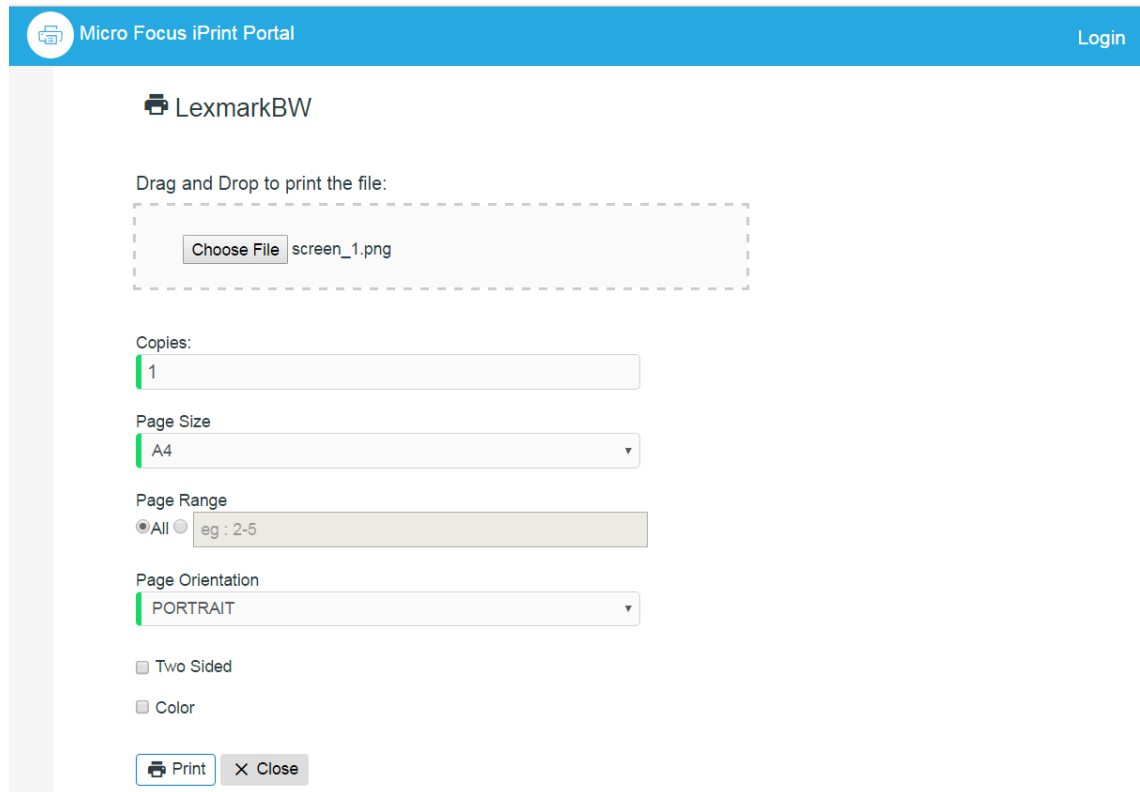 Micro Focus iPrint Portal
Login
LexmarkBW
Drag and Drop to print the file:
Choose File screen_1.png
Copies:
1
Page Size
A4
Page Range
All eg : 2-5
Page Orientation
PORTRAIT
Two Sided
Color
Print Close